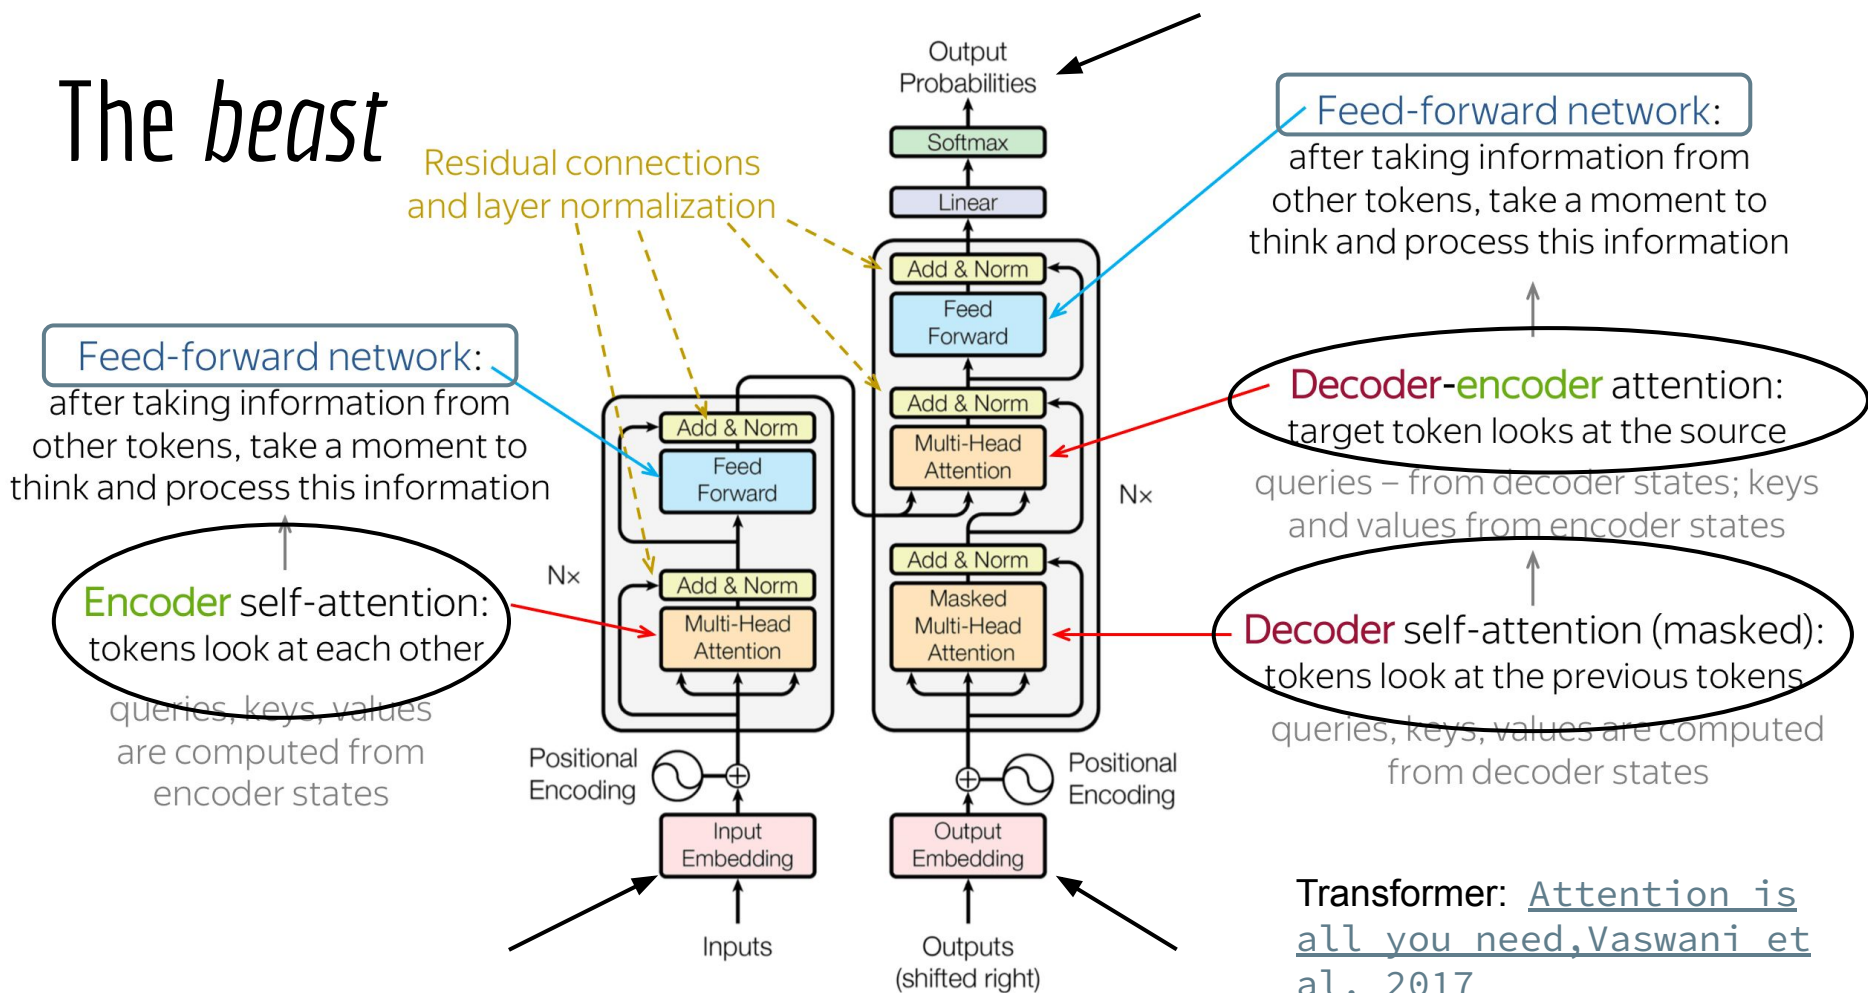 The beast
Residual connections
and layer normalization
Feed-forward network:
after taking information from
other tokens, take a moment to
think and process this information
Encoder self-attention:
tokens look at each other
queries, keys, values
are computed from
encoder states
Nx
Add & Norm
Feed
Forward
Add & Norm
Multi-Head
Attention
Positional
Encoding
Input
Embedding
Inputs
Output
Probabilities
Softmax
Linear
Add & Norm
Feed
Forward
Add & Norm
Multi-Head
Attention
Add & Norm
Masked
Multi-Head
Attention
Nx
Positional
Encoding
Output
Embedding
Outputs
(shifted right)
Feed-forward network:
after taking information from
other tokens, take a moment to
think and process this information
Decoder-encoder attention:
target token looks at the source
queries – from decoder states; keys
and values from encoder states
Decoder self-attention (masked):
tokens look at the previous tokens
queries, keys, values are computed
from decoder states
Transformer: Attention is
all you need,Vaswani et
al. 2017